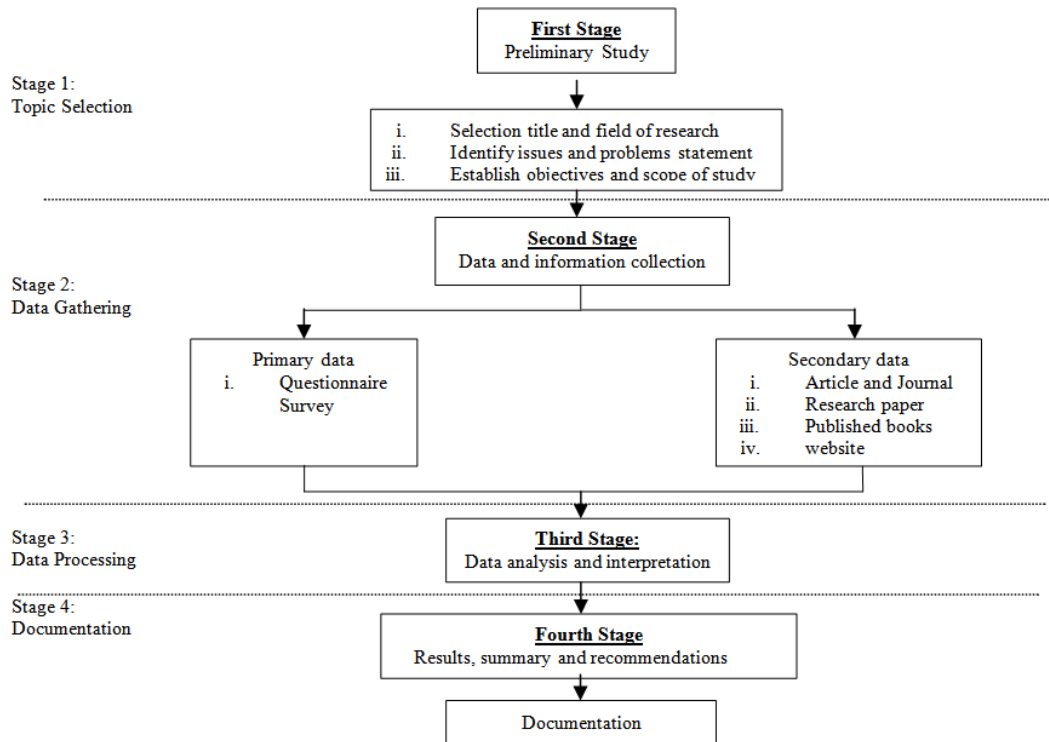 First Stage
Preliminary Study
Stage 1:
Topic Selection
i. Selection title and field of research
ii. Identify issues and problems statement
iii. Establish objectives and scope of study
Second Stage
Data and information collection
Stage 2:
Data Gathering
Primary data
i. Questionnaire
Survey
Secondary data
i. Article and Journal
ii. Research paper
iii. Published books
iv. website
Stage 3:
Data Processing
Third Stage:
Data analysis and interpretation
Stage 4:
Documentation
Fourth Stage
Results, summary and recommendations
Documentation